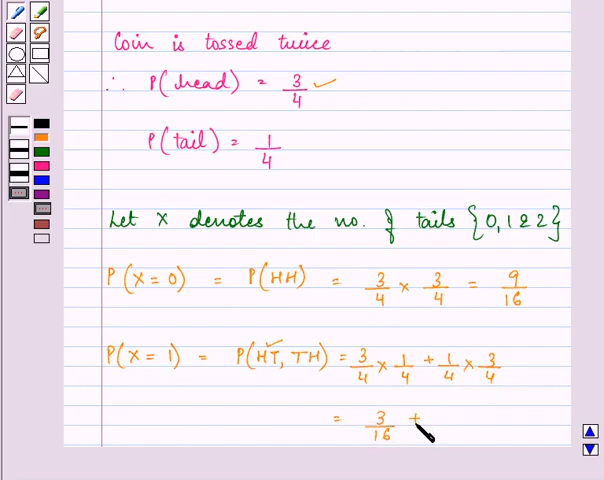 Coin is tossed twice
∴ P(head) = 3/4 ✓
P(tail) = 1/4
Let X denotes the no. of tails {0, 1 & 2}
P(X = 0) = P(HH) = 3/4 × 3/4 = 9/16
P(X = 1) = P(HT, TH) = 3/4 × 1/4 + 1/4 × 3/4
= 3/16 +